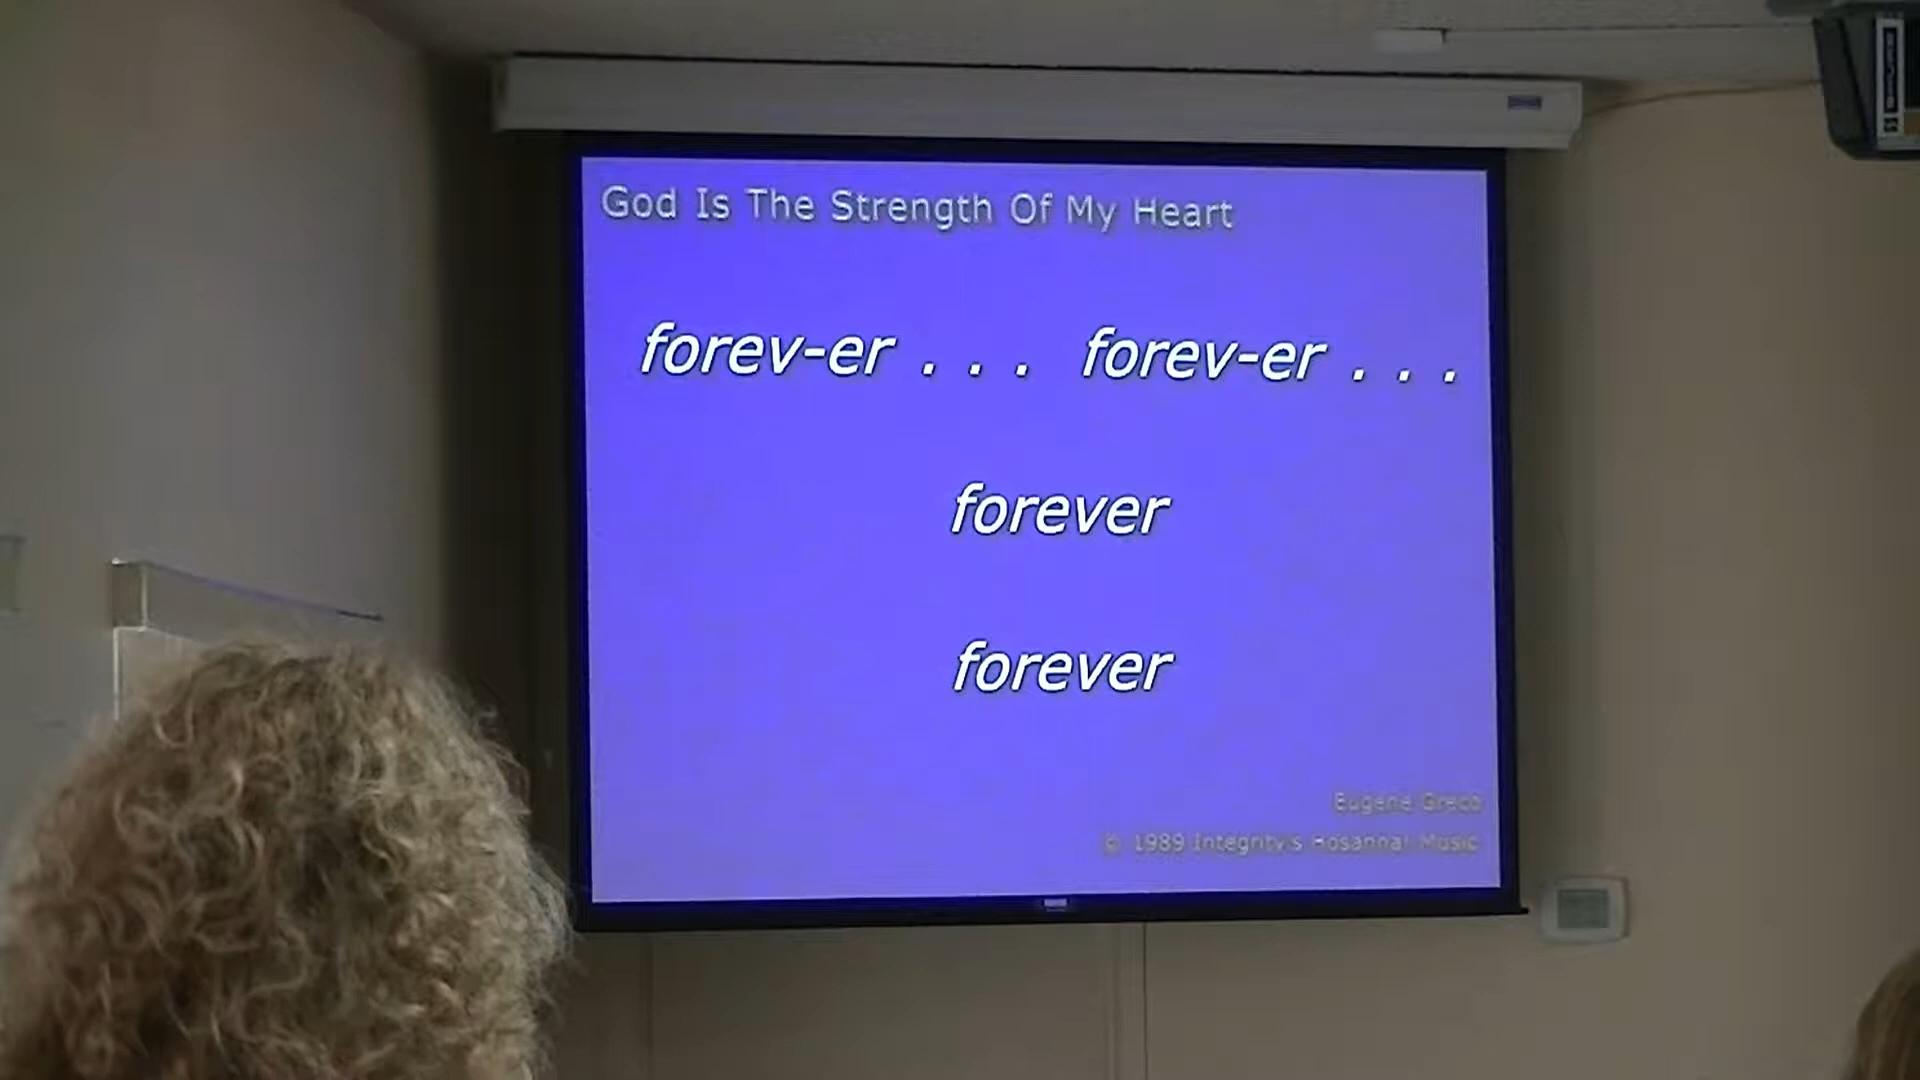 God Is The Strength Of My Heart
forev-er . . . forev-er . . .
forever
forever
Eugene Greco
© 1989 Integrity's Hosanna! Music